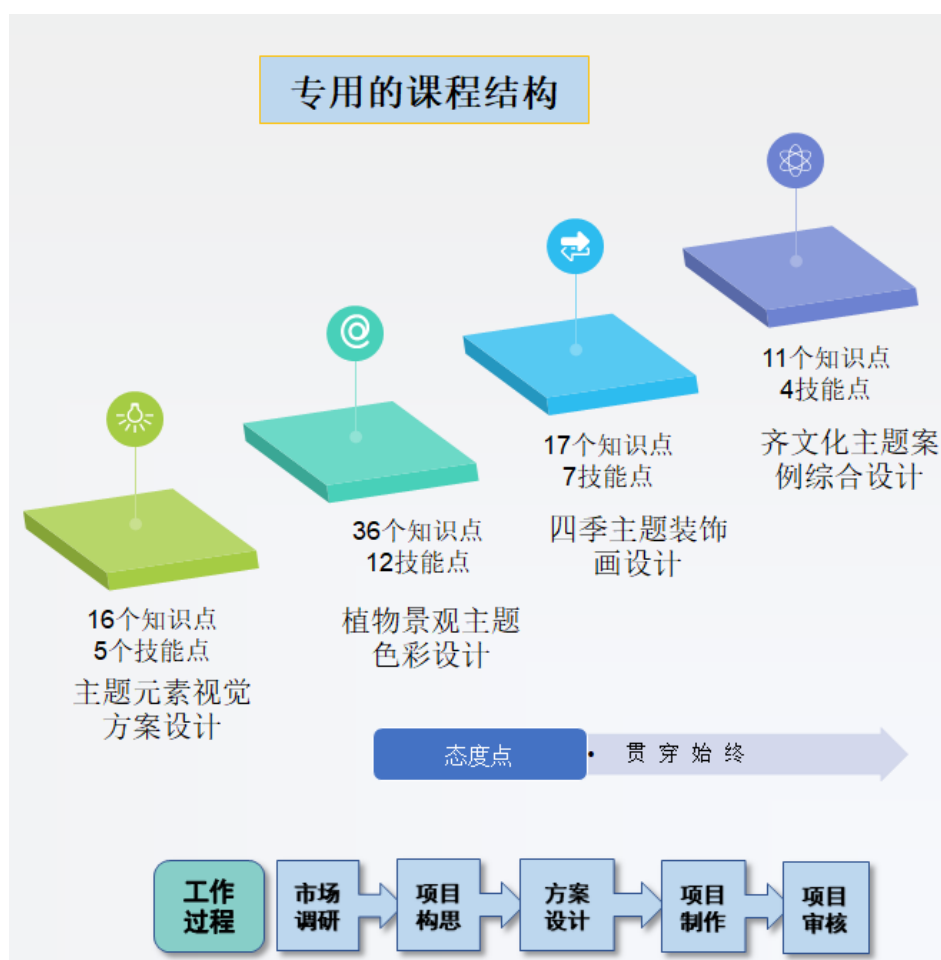 专用的课程结构
11个知识点
4技能点
齐文化主题案
例综合设计
17个知识点
7技能点
四季主题装饰
画设计
36个知识点
12技能点
植物景观主题
色彩设计
16个知识点
5个技能点
主题元素视觉
方案设计
态度点
• 贯穿始终
工作
过程
市场
调研
项目
构思
方案
设计
项目
制作
项目
审核